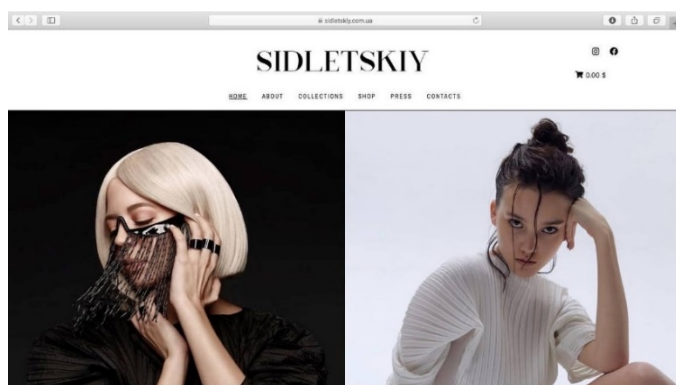 sidletskiy.com.ua
SIDLETSKIY
0.00 $
HOME ABOUT COLLECTIONS SHOP PRESS CONTACTS